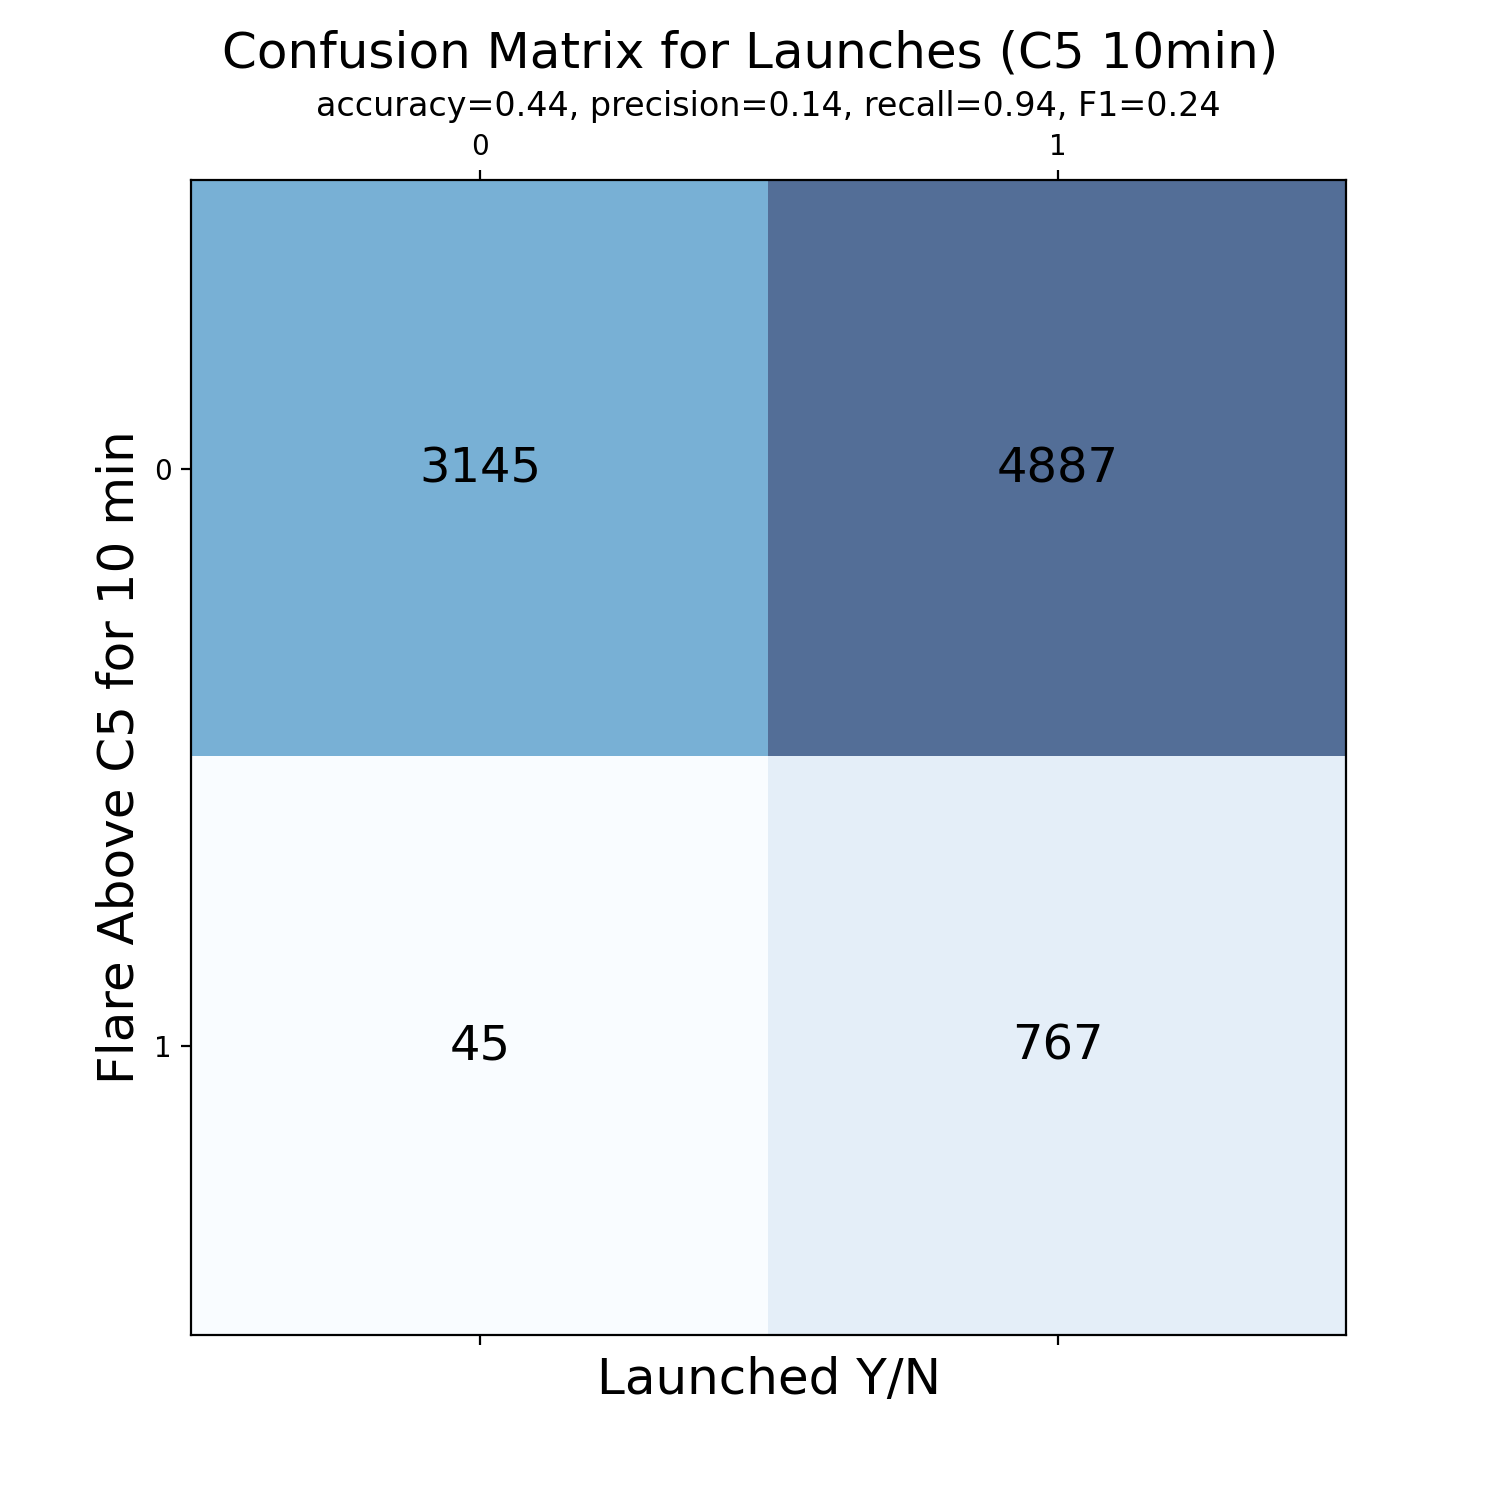 Confusion Matrix for Launches (C5 10min)
accuracy=0.44, precision=0.14, recall=0.94, F1=0.24
0 1
Flare Above C5 for 10 min
0 3145 4887
1 45 767
Launched Y/N